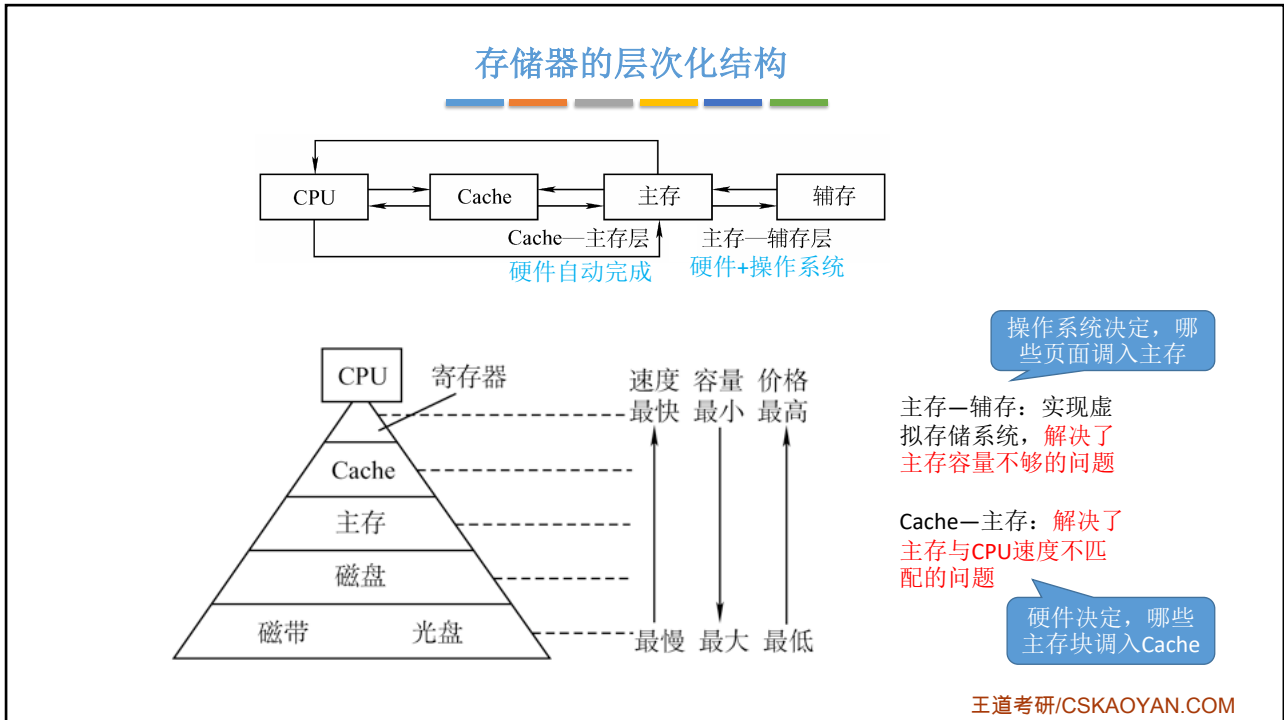 存储器的层次化结构
CPU
Cache
主存
辅存
Cache—主存层
主存—辅存层
硬件自动完成
硬件+操作系统
CPU
寄存器
Cache
主存
磁盘
磁带
光盘
速度 容量 价格
最快 最小 最高
最慢 最大 最低
操作系统决定，哪
些页面调入主存
主存—辅存：实现虚
拟存储系统，解决了
主存容量不够的问题
Cache—主存：解决了
主存与CPU速度不匹
配的问题
硬件决定，哪些
主存块调入Cache
王道考研/CSKAOYAN.COM